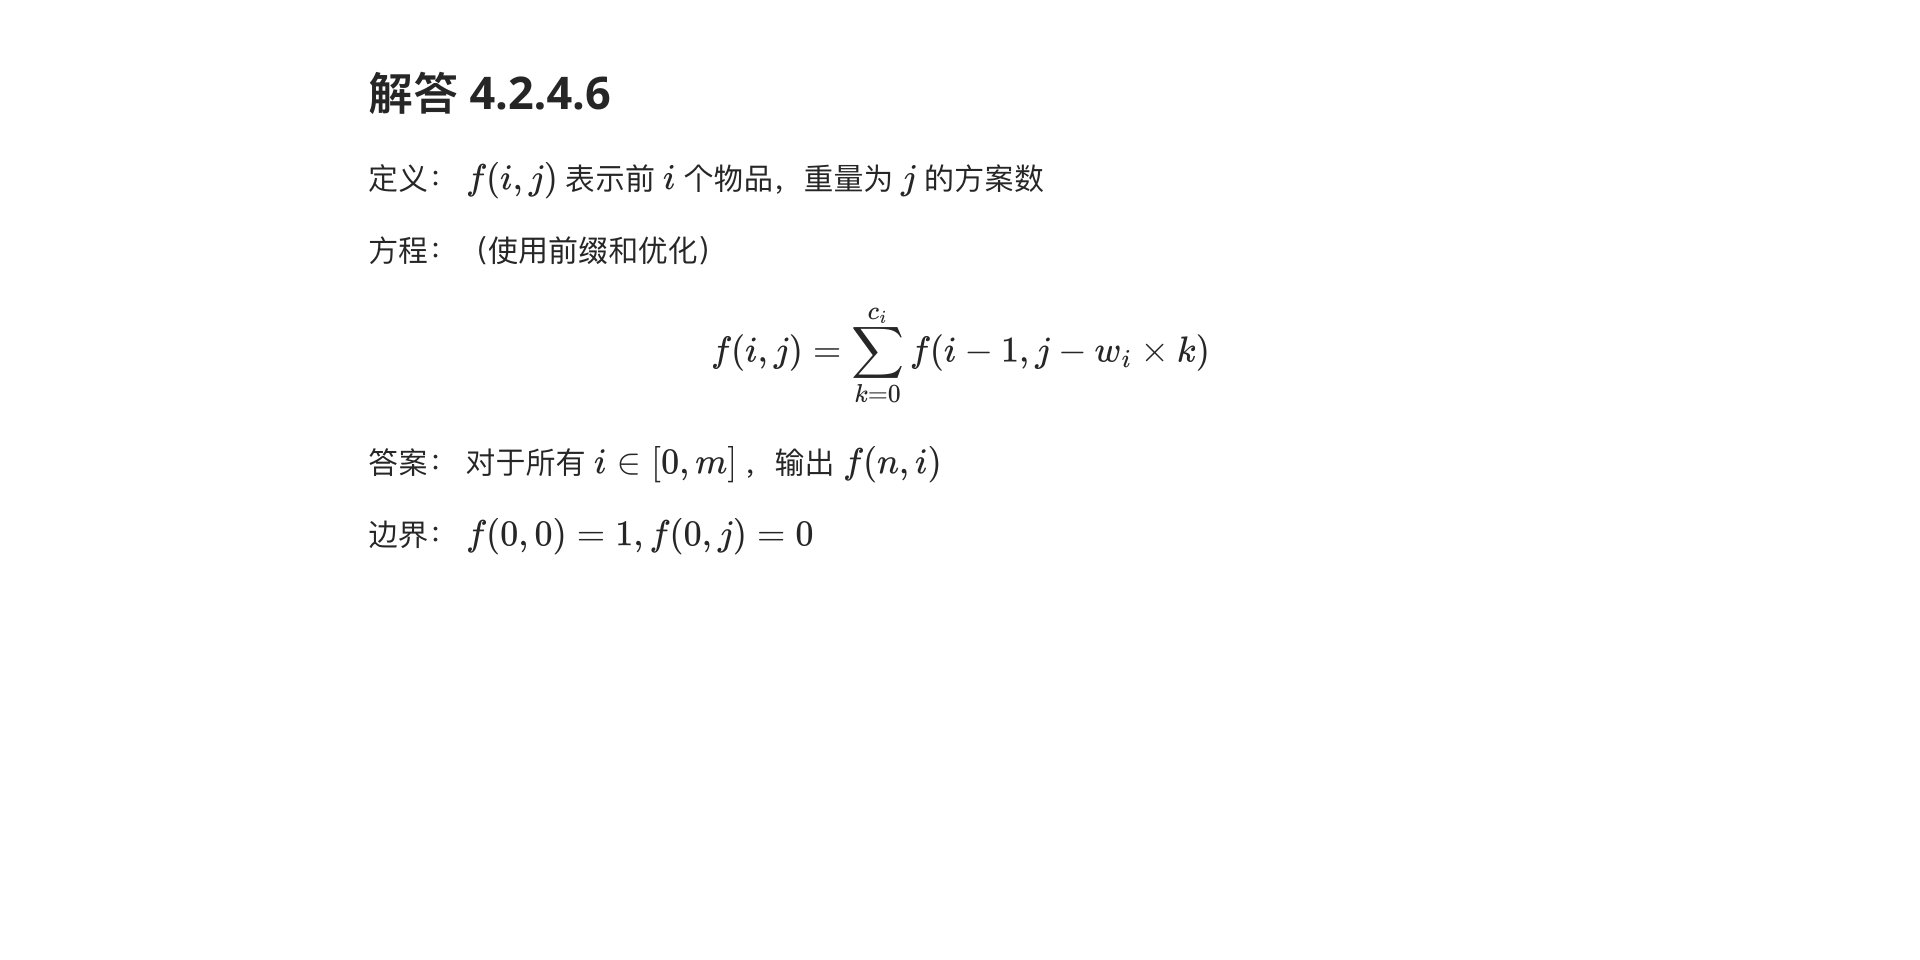 解答 4.2.4.6
定义： f(i, j) 表示前 i 个物品，重量为 j 的方案数
方程：（使用前缀和优化）
f(i, j) = \sum_{k=0}^{c_i} f(i − 1, j − w_i × k)
答案： 对于所有 i ∈ [0, m] ，输出 f(n, i)
边界： f(0, 0) = 1, f(0, j) = 0